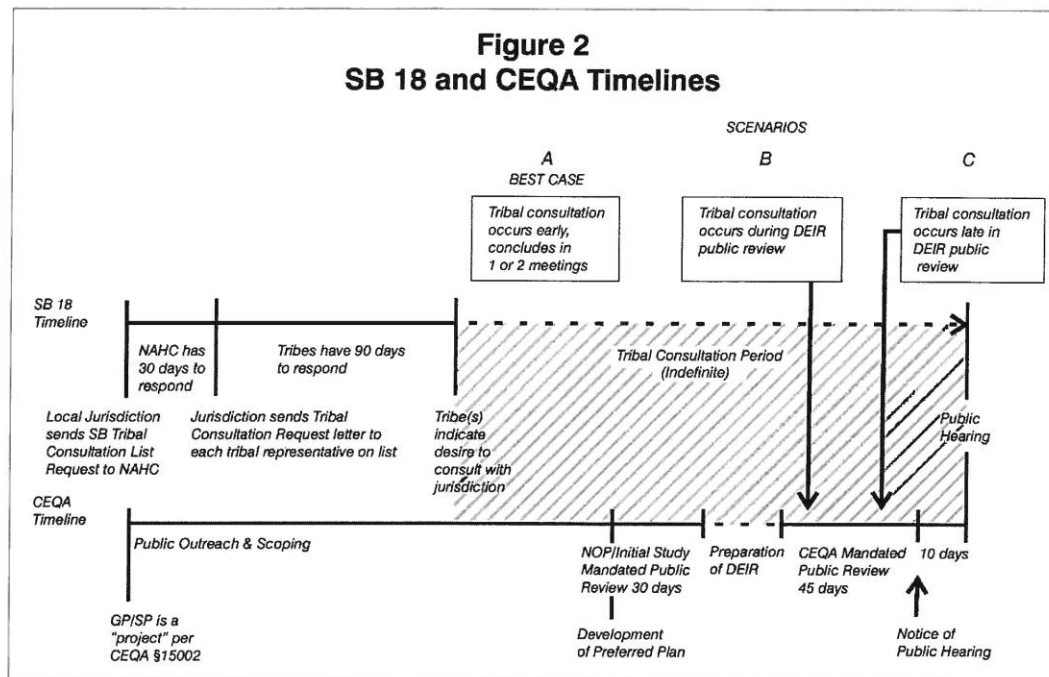 Figure 2
SB 18 and CEQA Timelines
SCENARIOS
A
BEST CASE
Tribal consultation
occurs early,
concludes in
1 or 2 meetings
B
Tribal consultation
occurs during DEIR
public review
C
Tribal consultation
occurs late in
DEIR public
review
SB 18
Timeline
NAHC has
30 days to
respond
Tribes have 90 days
to respond
Tribal Consultation Period
(Indefinite)
Local Jurisdiction
sends SB Tribal
Consultation List
Request to NAHC
Jurisdiction sends Tribal
Consultation Request letter to
each tribal representative on list
Tribe(s)
indicate
desire to
consult with
jurisdiction
Public
Hearing
CEQA
Timeline
Public Outreach & Scoping
NOP/Initial Study
Mandated Public
Review 30 days
Preparation
of DEIR
CEQA Mandated
Public Review
45 days
10 days
GP/SP is a
"project" per
CEQA §15002
Development
of Preferred Plan
Notice of
Public Hearing